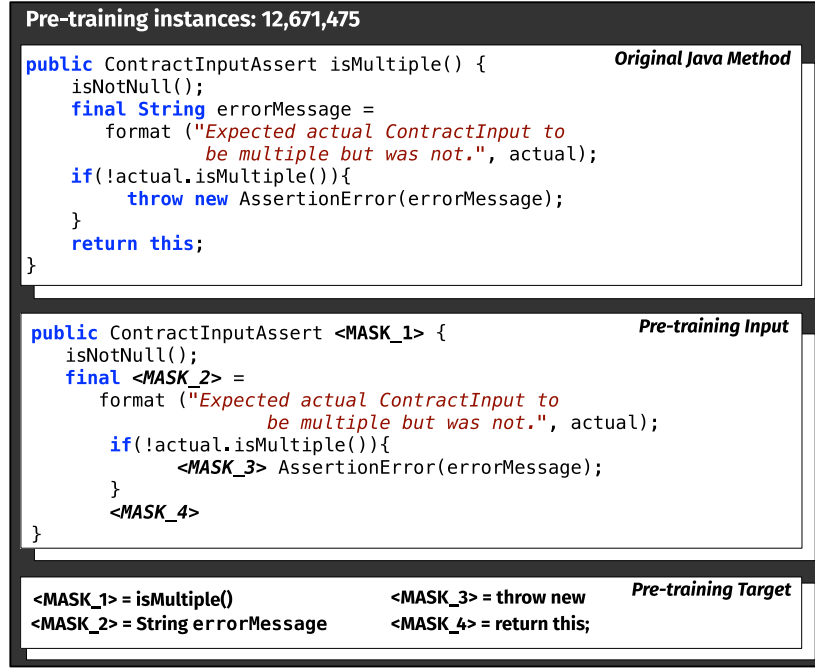 Pre-training instances: 12,671,475
Original Java Method
public ContractInputAssert isMultiple() {
isNotNull();
final String errorMessage =
format ("Expected actual ContractInput to
be multiple but was not.", actual);
if(!actual.isMultiple()){
throw new AssertionError(errorMessage);
}
return this;
}
Pre-training Input
public ContractInputAssert <MASK_1> {
isNotNull();
final <MASK_2> =
format ("Expected actual ContractInput to
be multiple but was not.", actual);
if(!actual.isMultiple()){
<MASK_3> AssertionError(errorMessage);
}
<MASK_4>
}
Pre-training Target
<MASK_1> = isMultiple() <MASK_3> = throw new
<MASK_2> = String errorMessage <MASK_4> = return this;